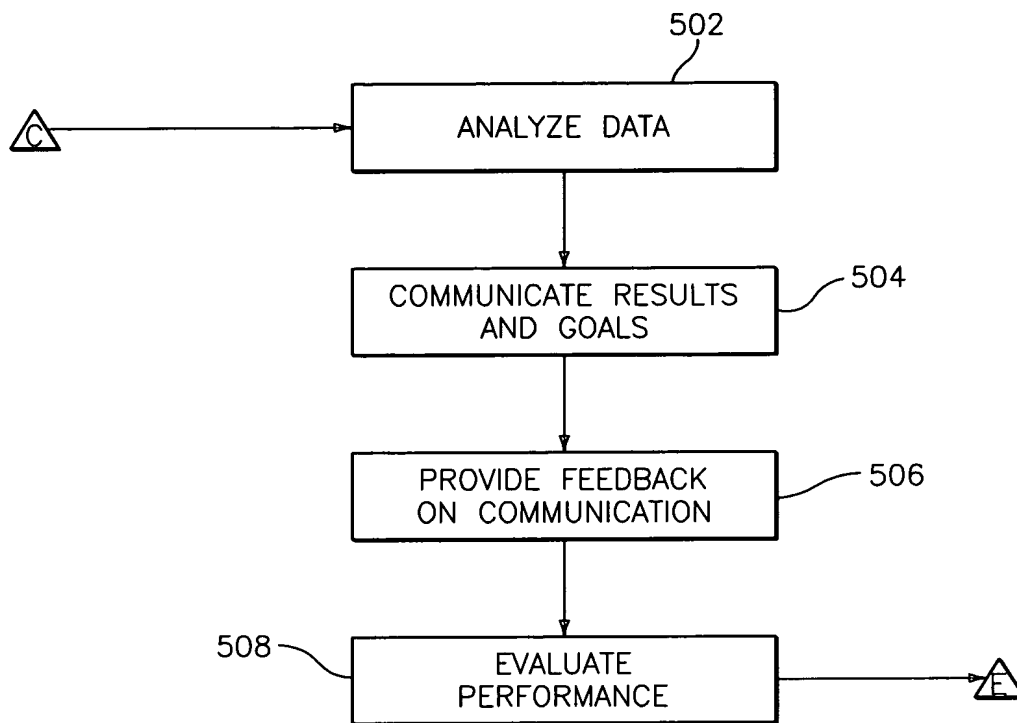 502
C
ANALYZE DATA
COMMUNICATE RESULTS
AND GOALS
504
PROVIDE FEEDBACK
ON COMMUNICATION
506
508
EVALUATE
PERFORMANCE
E